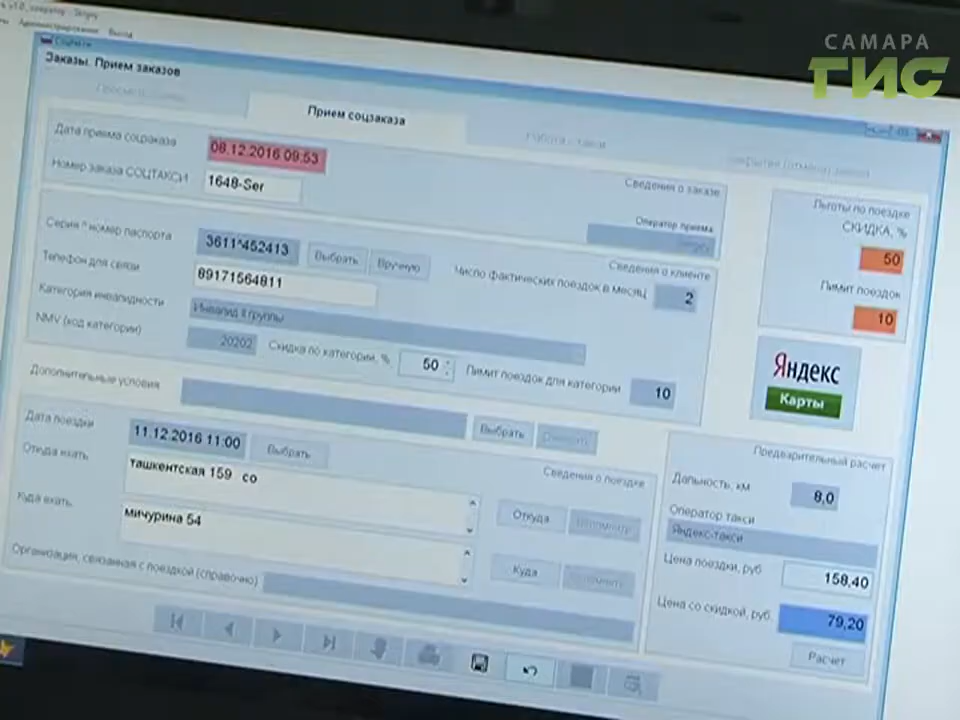 САМАРА
ГИС
Администрирование Выход
Заказы. Прием заказов
Прием соцзаказа
Дата приема соцзаказа 08.12.2016 09:53
Номер заказа СОЦТАКСИ 1648-Ser
Сведения о заказе
Оператор приема
Льготы по поездке
СКИДКА, % 50
Лимит поездок 10
Сведения о клиенте
Серия ^ номер паспорта 3611^452413 Выбрать Вручную
Число фактических поездок в месяц 2
Телефон для связи 89171564811
Категория инвалидности Инвалид II группы
NMV (код категории) 20202 Скидка по категории, % 50 Лимит поездок для категории 10
Яндекс
Карты
Дополнительные условия Выбрать
Дата поездки 11.12.2016 11:00 Выбрать
Сведения о поездке
Откуда ехать ташкентская 159 со Откуда
Куда ехать мичурина 54 Куда
Организация, связанная с поездкой (справочно)
Предварительный расчет
Дальность, км 8,0
Оператор такси
Яндекс-такси
Цена поездки, руб. 158,40
Цена со скидкой, руб. 79,20
Расчет